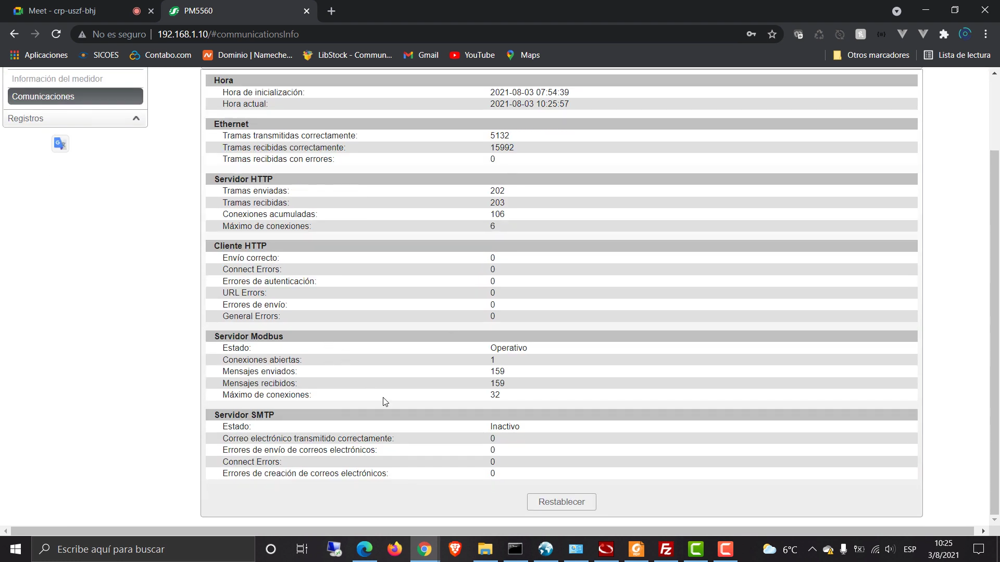 Meet - crp-uszf-bhj
PM5560
No es seguro
192.168.1.10/#communicationsInfo
Aplicaciones
SICOES
Contabo.com
Dominio | Nameche...
LibStock - Commun...
Gmail
YouTube
Maps
Otros marcadores
Lista de lectura
Información del medidor
Comunicaciones
Registros
Hora
Hora de inicialización: 2021-08-03 07:54:39
Hora actual: 2021-08-03 10:25:57
Ethernet
Tramas transmitidas correctamente: 5132
Tramas recibidas correctamente: 15992
Tramas recibidas con errores: 0
Servidor HTTP
Tramas enviadas: 202
Tramas recibidas: 203
Conexiones acumuladas: 106
Máximo de conexiones: 6
Cliente HTTP
Envío correcto: 0
Connect Errors: 0
Errores de autenticación: 0
URL Errors: 0
Errores de envío: 0
General Errors: 0
Servidor Modbus
Estado: Operativo
Conexiones abiertas: 1
Mensajes enviados: 159
Mensajes recibidos: 159
Máximo de conexiones: 32
Servidor SMTP
Estado: Inactivo
Correo electrónico transmitido correctamente: 0
Errores de envío de correos electrónicos: 0
Connect Errors: 0
Errores de creación de correos electrónicos: 0
Restablecer
Escribe aquí para buscar
6°C
ESP
10:25
3/8/2021